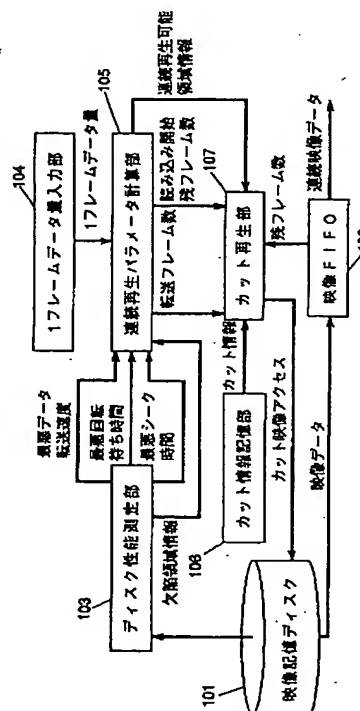 104
1フレームデータ量入力部
1フレームデータ量
105
連続再生パラメータ計算部
連続再生可能
領域情報
最悪データ
転送速度
最悪回転
待ち時間
最悪シーク
時間
103
ディスク性能測定部
欠陥領域情報
転送フレーム数
読み込み開始
残フレーム数
107
カット再生部
カット情報
106
カット情報記憶部
カット映像アクセス
残フレーム数
101
映像記憶ディスク
映像データ
映像FIFO
連続映像データ